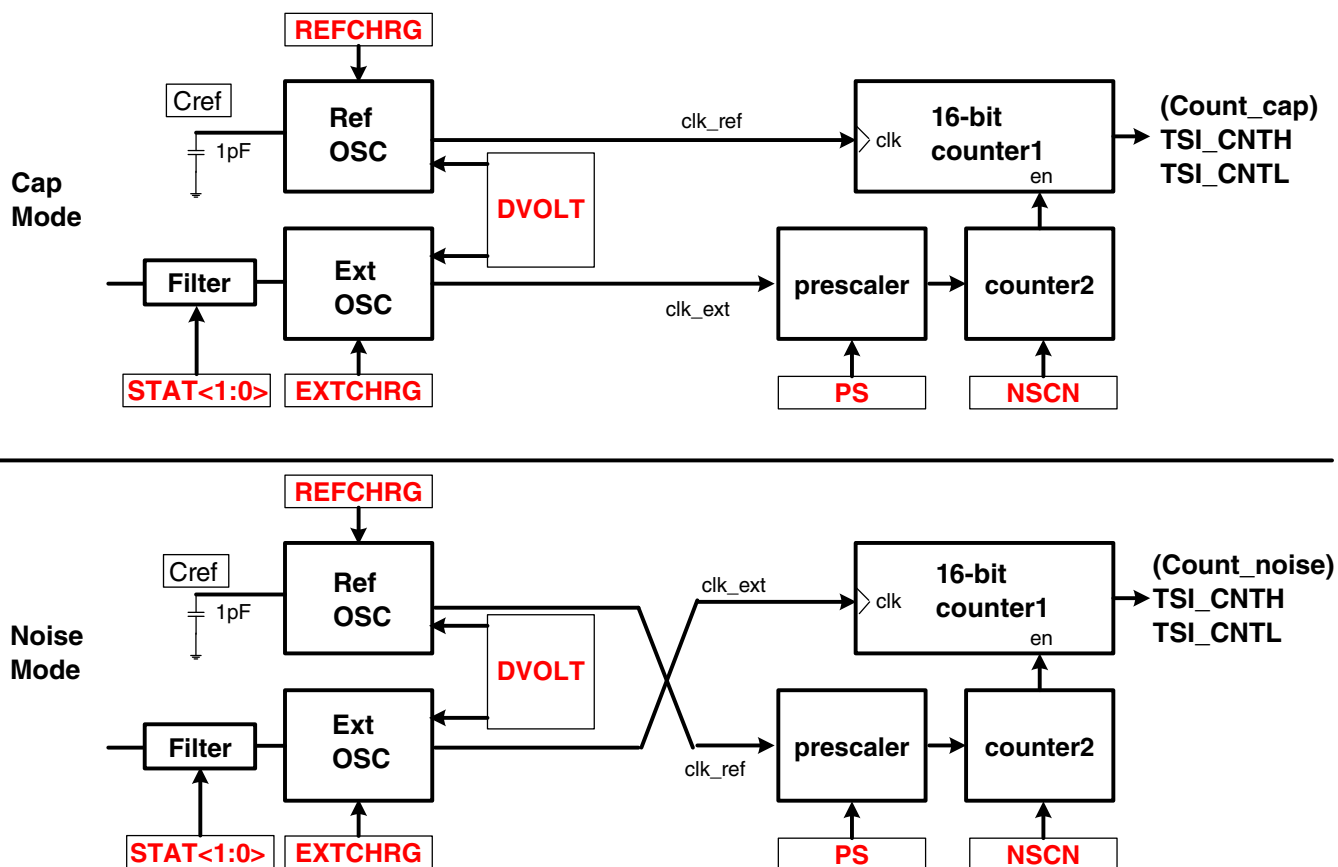 REFCHRG
Cref
1pF
Ref
OSC
clk_ref
clk
16-bit
counter1
en
(Count_cap)
TSI_CNTH
TSI_CNTL
Cap
Mode
DVOLT
Filter
Ext
OSC
clk_ext
prescaler
counter2
STAT<1:0>
EXTCHRG
PS
NSCN
REFCHRG
Cref
1pF
Ref
OSC
clk_ext
clk
16-bit
counter1
en
(Count_noise)
TSI_CNTH
TSI_CNTL
Noise
Mode
DVOLT
Filter
Ext
OSC
clk_ref
prescaler
counter2
STAT<1:0>
EXTCHRG
PS
NSCN